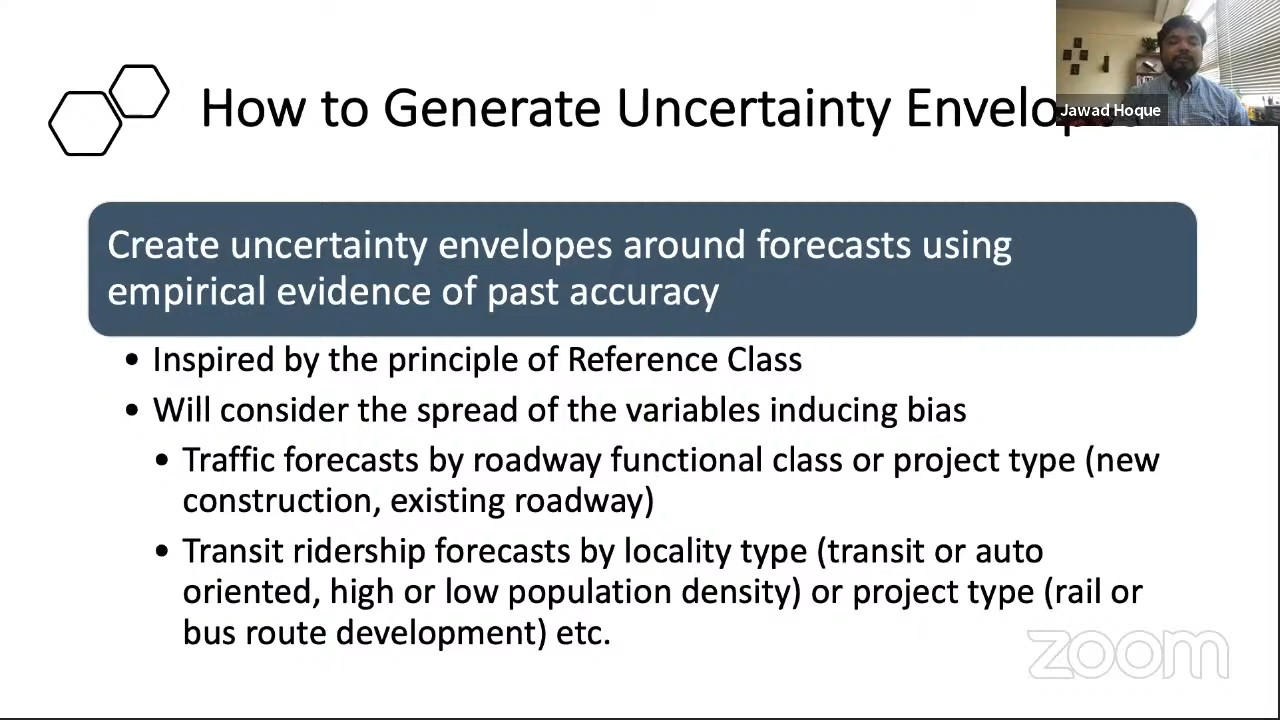 How to Generate Uncertainty
Jawad Hoque
Create uncertainty envelopes around forecasts using
empirical evidence of past accuracy
• Inspired by the principle of Reference Class
• Will consider the spread of the variables inducing bias
• Traffic forecasts by roadway functional class or project type (new
construction, existing roadway)
• Transit ridership forecasts by locality type (transit or auto
oriented, high or low population density) or project type (rail or
bus route development) etc.
zoom